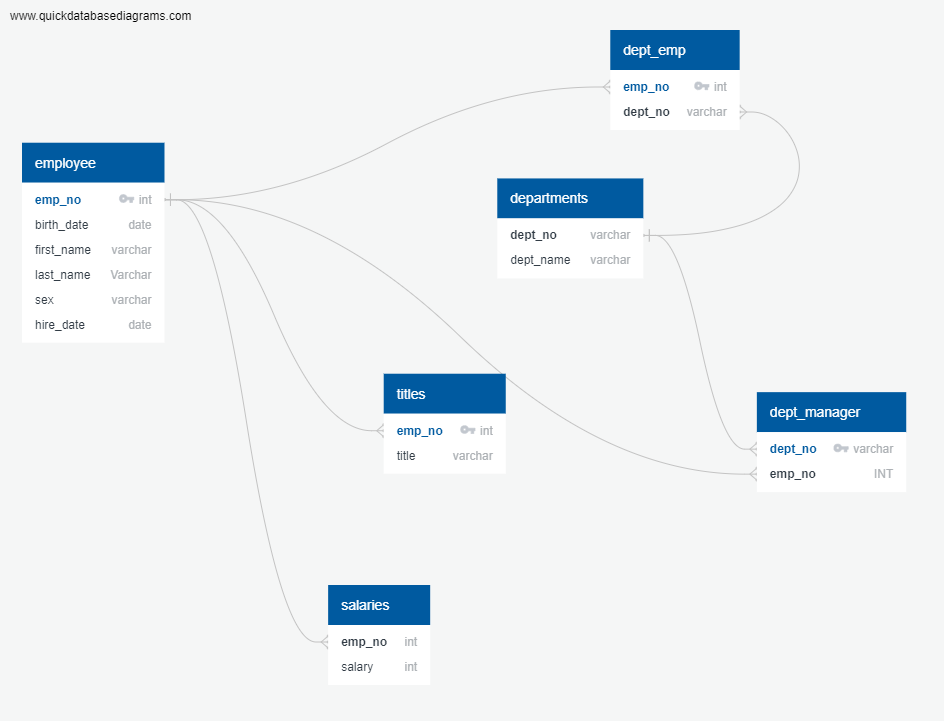 www.quickdatabasediagrams.com
dept_emp
emp_no int
dept_no varchar
employee
emp_no int
birth_date date
first_name varchar
last_name Varchar
sex varchar
hire_date date
departments
dept_no varchar
dept_name varchar
titles
emp_no int
title varchar
dept_manager
dept_no varchar
emp_no INT
salaries
emp_no int
salary int